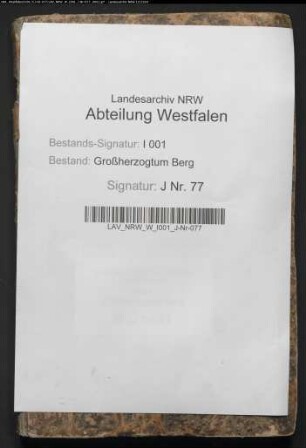 Landesarchiv NRW
Abteilung Westfalen
Bestands-Signatur: I 001
Bestand: Großherzogtum Berg
Signatur: J Nr. 77
LAV_NRW_W_I001_J-Nr-077